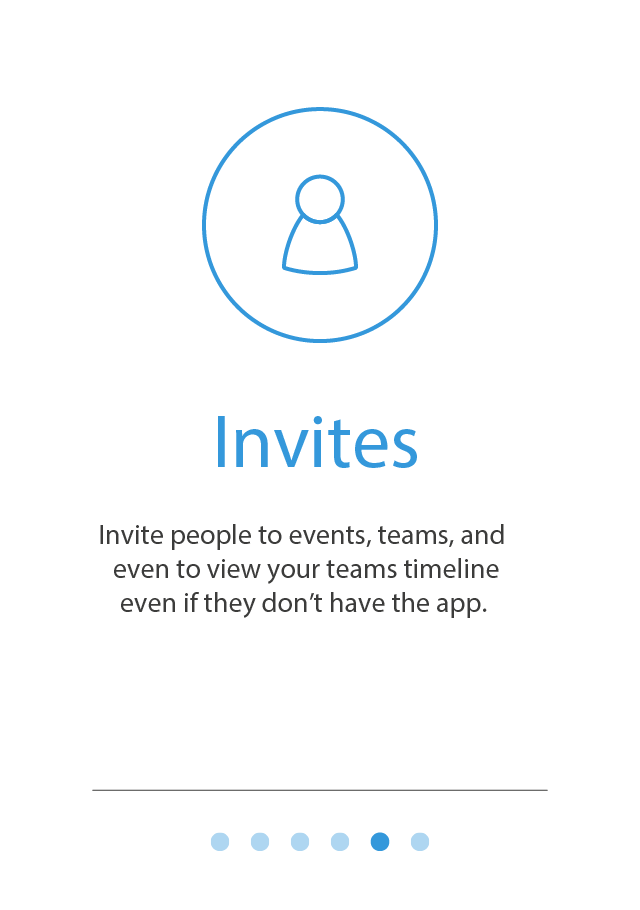 Invites
Invite people to events, teams, and
even to view your teams timeline
even if they don’t have the app.